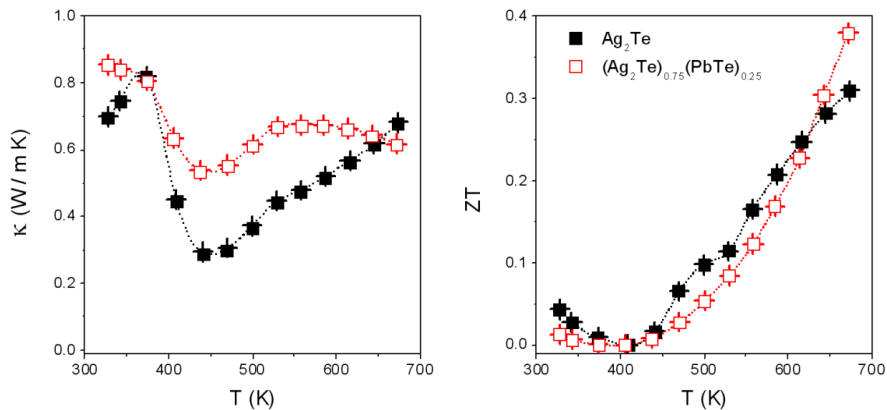 1.0
0.8
0.6
0.4
0.2
0.0
κ (W / m K)
300 400 500 600 700
T (K)
0.4
0.3
0.2
0.1
0.0
ZT
Ag₂Te
(Ag₂Te)₀.₇₅(PbTe)₀.₂₅
300 400 500 600 700
T (K)